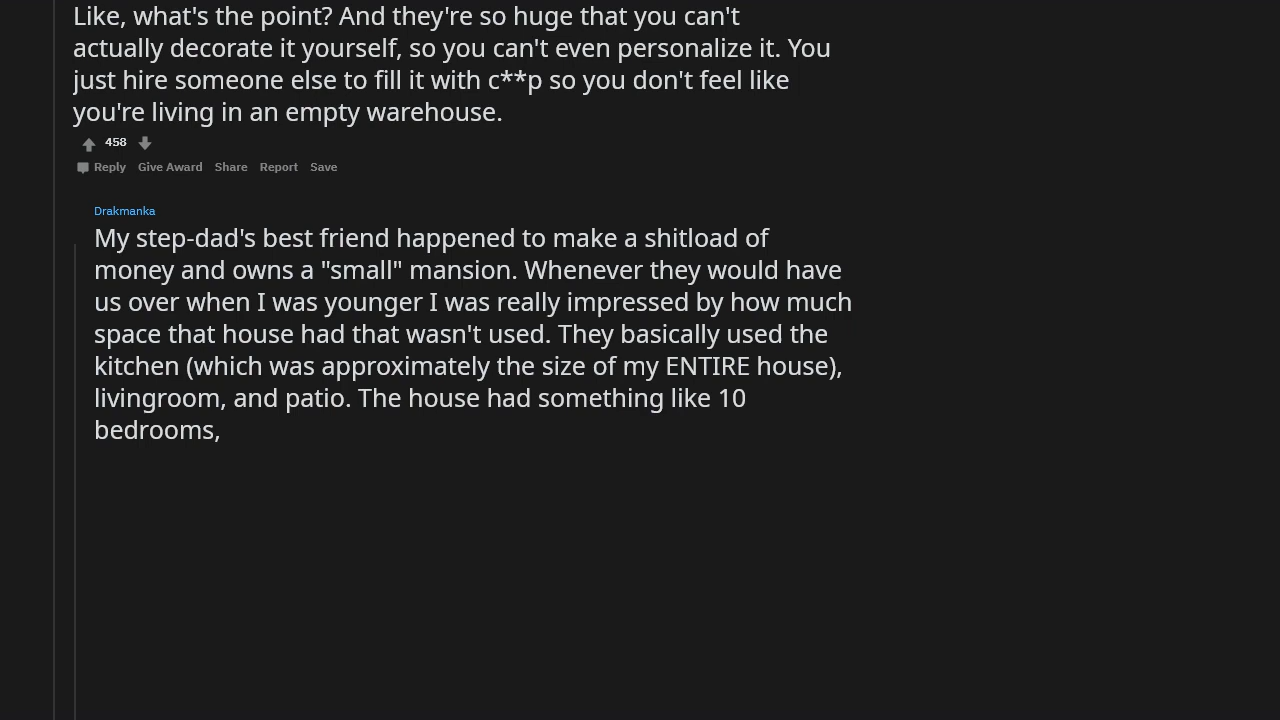 Like, what's the point? And they're so huge that you can't
actually decorate it yourself, so you can't even personalize it. You
just hire someone else to fill it with c**p so you don't feel like
you're living in an empty warehouse.
458
Reply Give Award Share Report Save
Drakmanka
My step-dad's best friend happened to make a shitload of
money and owns a "small" mansion. Whenever they would have
us over when I was younger I was really impressed by how much
space that house had that wasn't used. They basically used the
kitchen (which was approximately the size of my ENTIRE house),
livingroom, and patio. The house had something like 10
bedrooms,